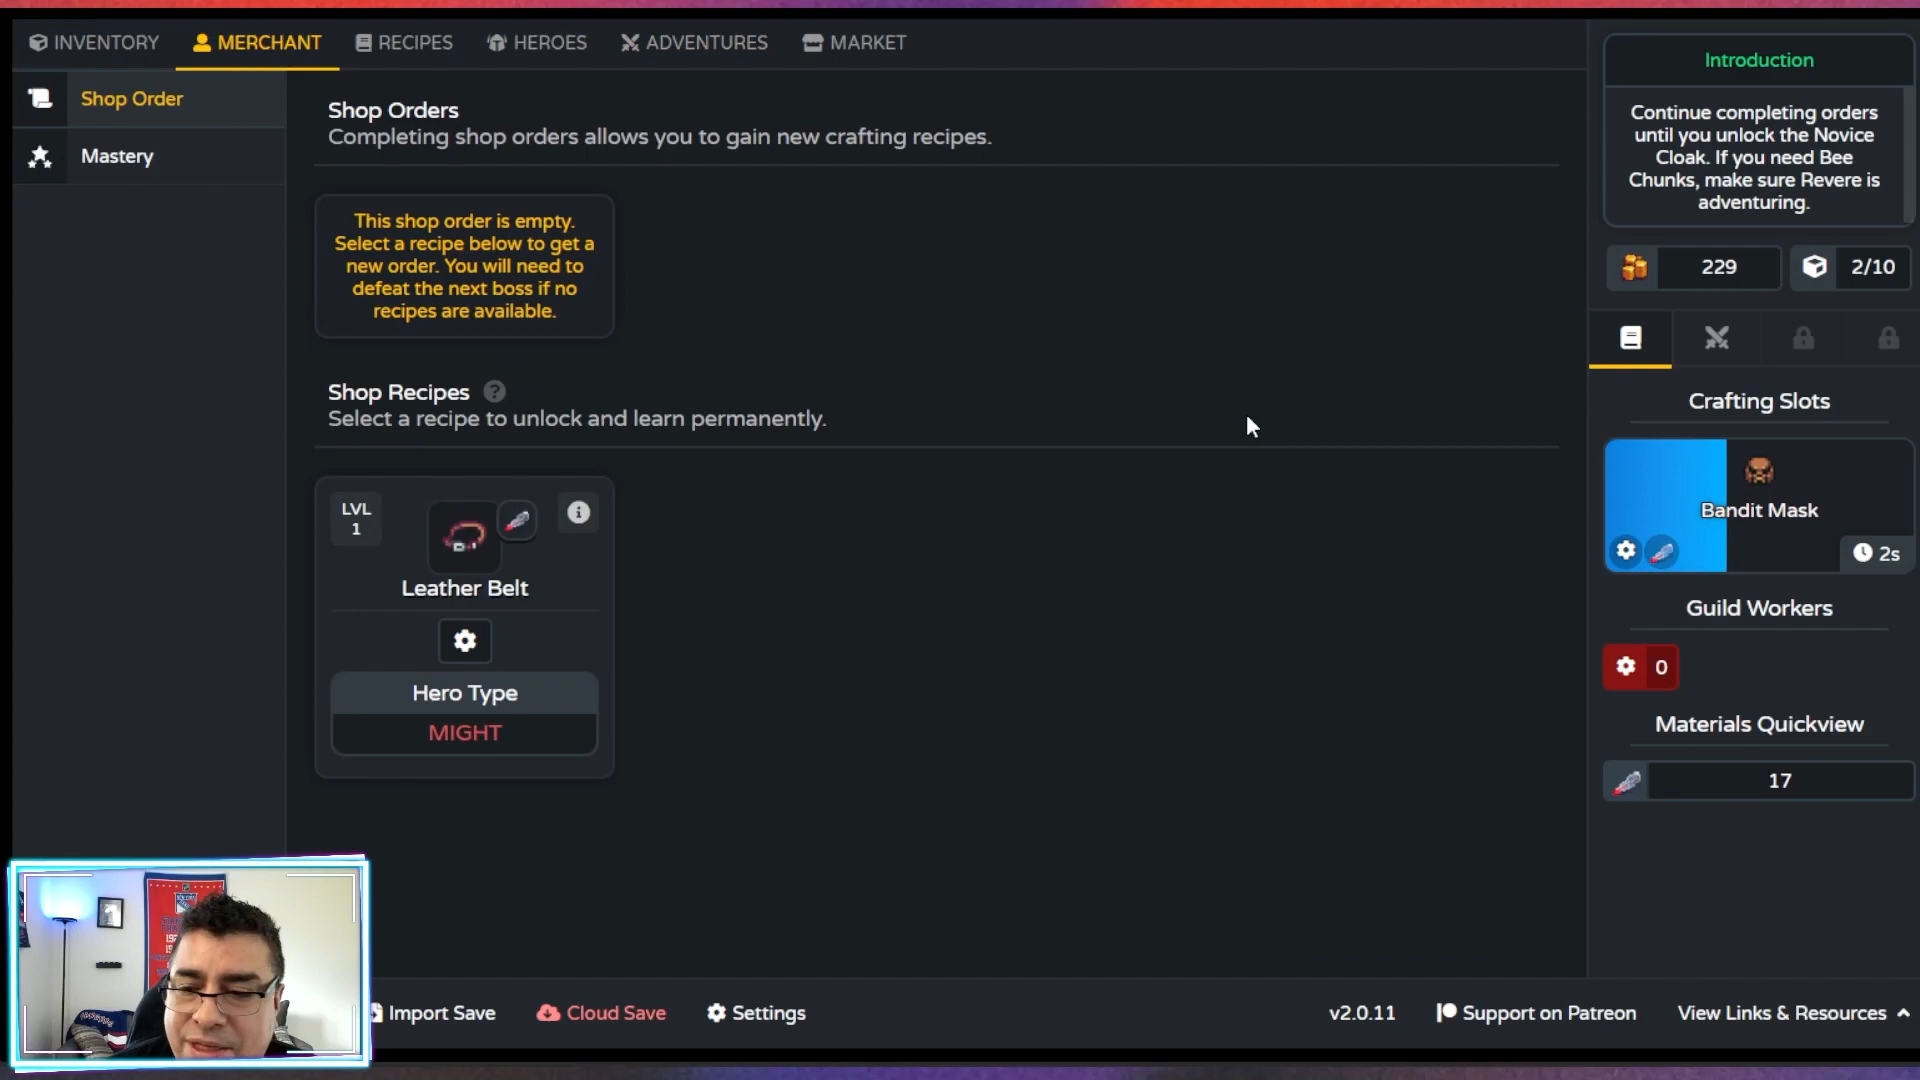 INVENTORY
MERCHANT
RECIPES
HEROES
ADVENTURES
MARKET
Shop Order
Mastery
Shop Orders
Completing shop orders allows you to gain new crafting recipes.
This shop order is empty.
Select a recipe below to get a
new order. You will need to
defeat the next boss if no
recipes are available.
Shop Recipes ?
Select a recipe to unlock and learn permanently.
LVL
1
Leather Belt
Hero Type
MIGHT
Introduction
Continue completing orders
until you unlock the Novice
Cloak. If you need Bee
Chunks, make sure Revere is
adventuring.
229
2/10
Crafting Slots
Bandit Mask
2s
Guild Workers
0
Materials Quickview
17
Import Save
Cloud Save
Settings
v2.0.11
Support on Patreon
View Links & Resources